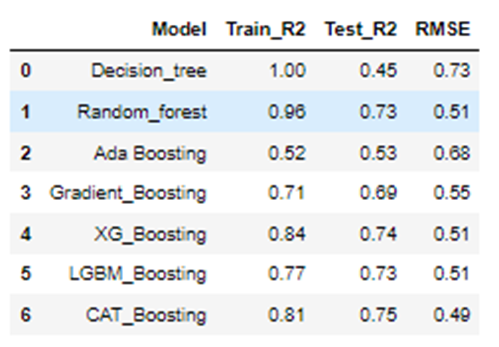 Model Train_R2 Test_R2 RMSE
0 Decision_tree 1.00 0.45 0.73
1 Random_forest 0.96 0.73 0.51
2 Ada Boosting 0.52 0.53 0.68
3 Gradient_Boosting 0.71 0.69 0.55
4 XG_Boosting 0.84 0.74 0.51
5 LGBM_Boosting 0.77 0.73 0.51
6 CAT_Boosting 0.81 0.75 0.49